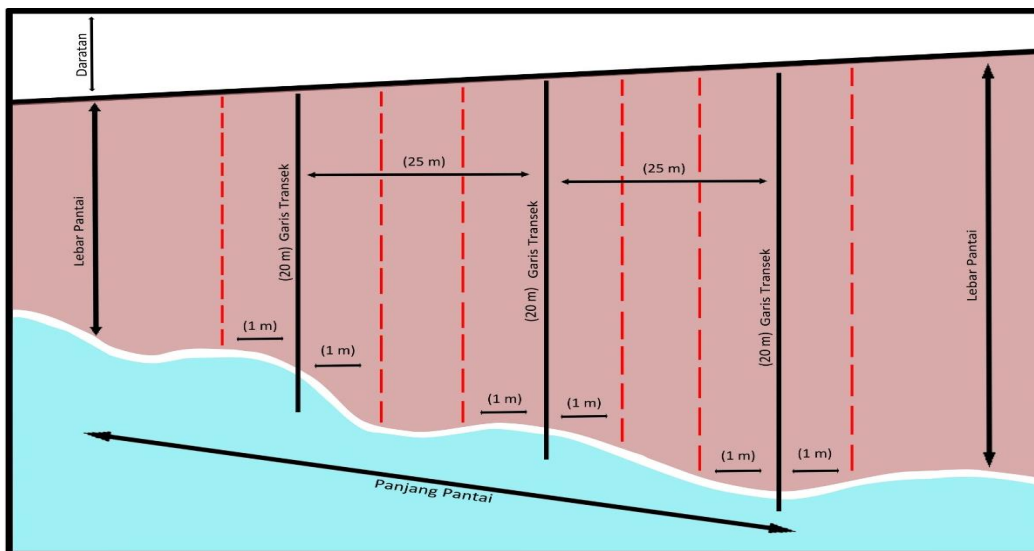 Daratan
Lebar Pantai
(20 m) Garis Transek
(25 m)
(20 m) Garis Transek
(25 m)
(20 m) Garis Transek
Lebar Pantai
(1 m)
(1 m)
(1 m)
(1 m)
(1 m)
(1 m)
Panjang Pantai